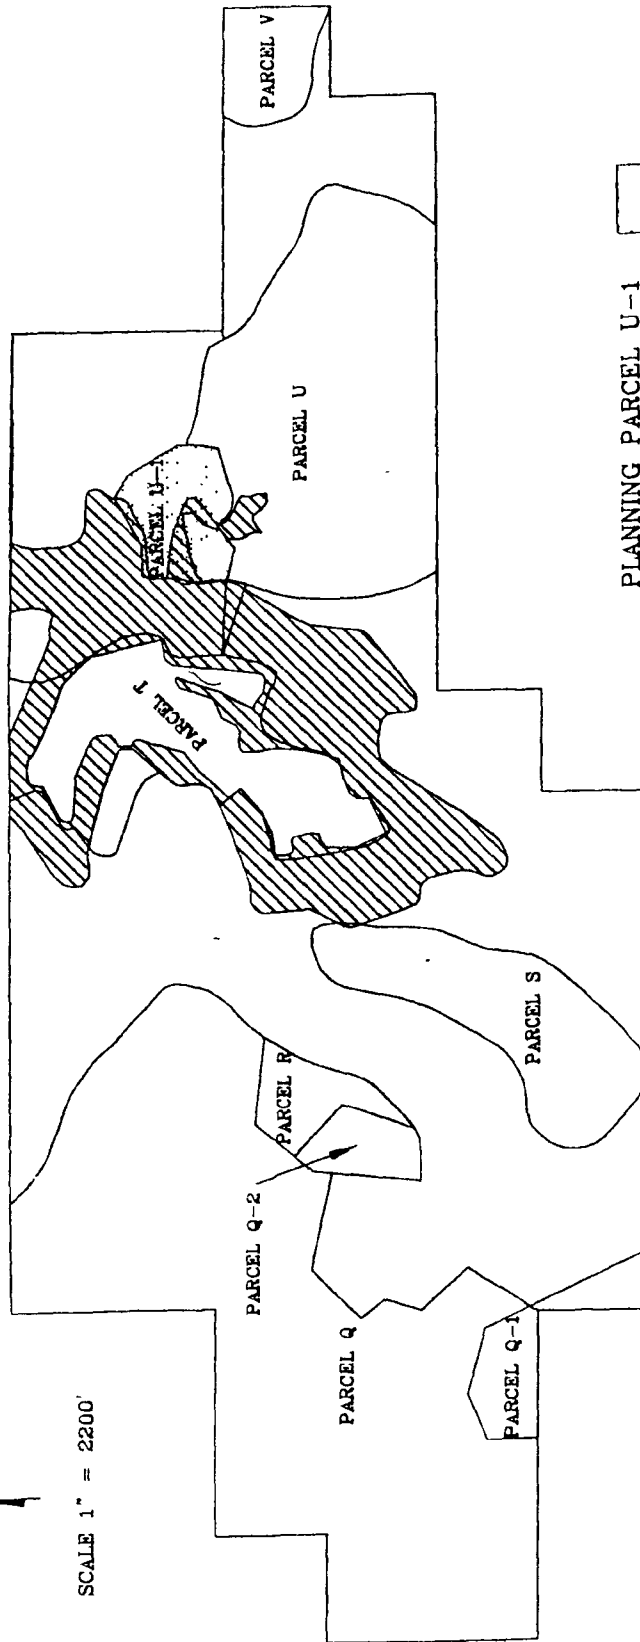 SCALE 1" = 2200'
PARCEL Q-2
PARCEL R
PARCEL Q
PARCEL Q-1
PARCEL S
PARCEL T
PARCEL U-1
PARCEL U
PARCEL V
PLANNING PARCEL U-1